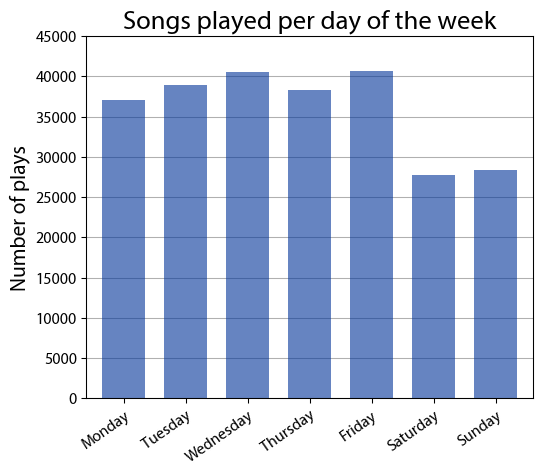 Songs played per day of the week
Number of plays
45000
40000
35000
30000
25000
20000
15000
10000
5000
0
Monday
Tuesday
Wednesday
Thursday
Friday
Saturday
Sunday